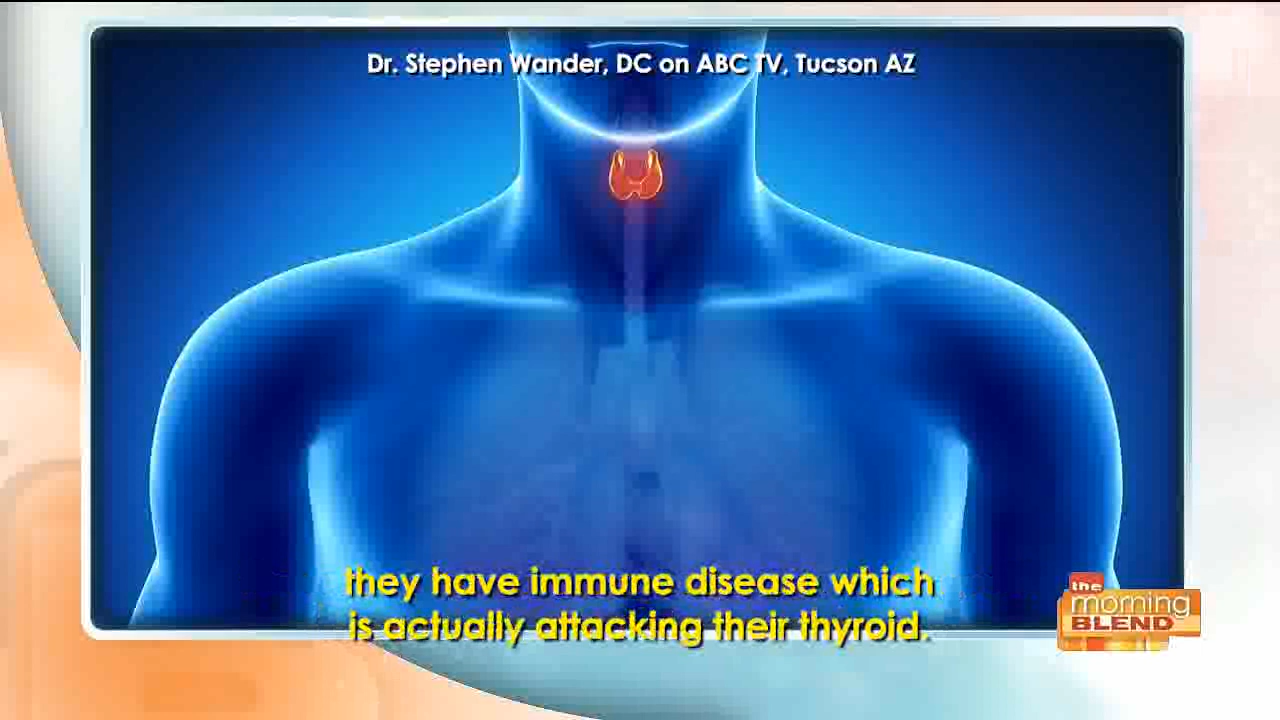 Dr. Stephen Wander, DC on ABC TV, Tucson AZ
they have immune disease which
is actually attacking their thyroid.
the
morning
BLEND